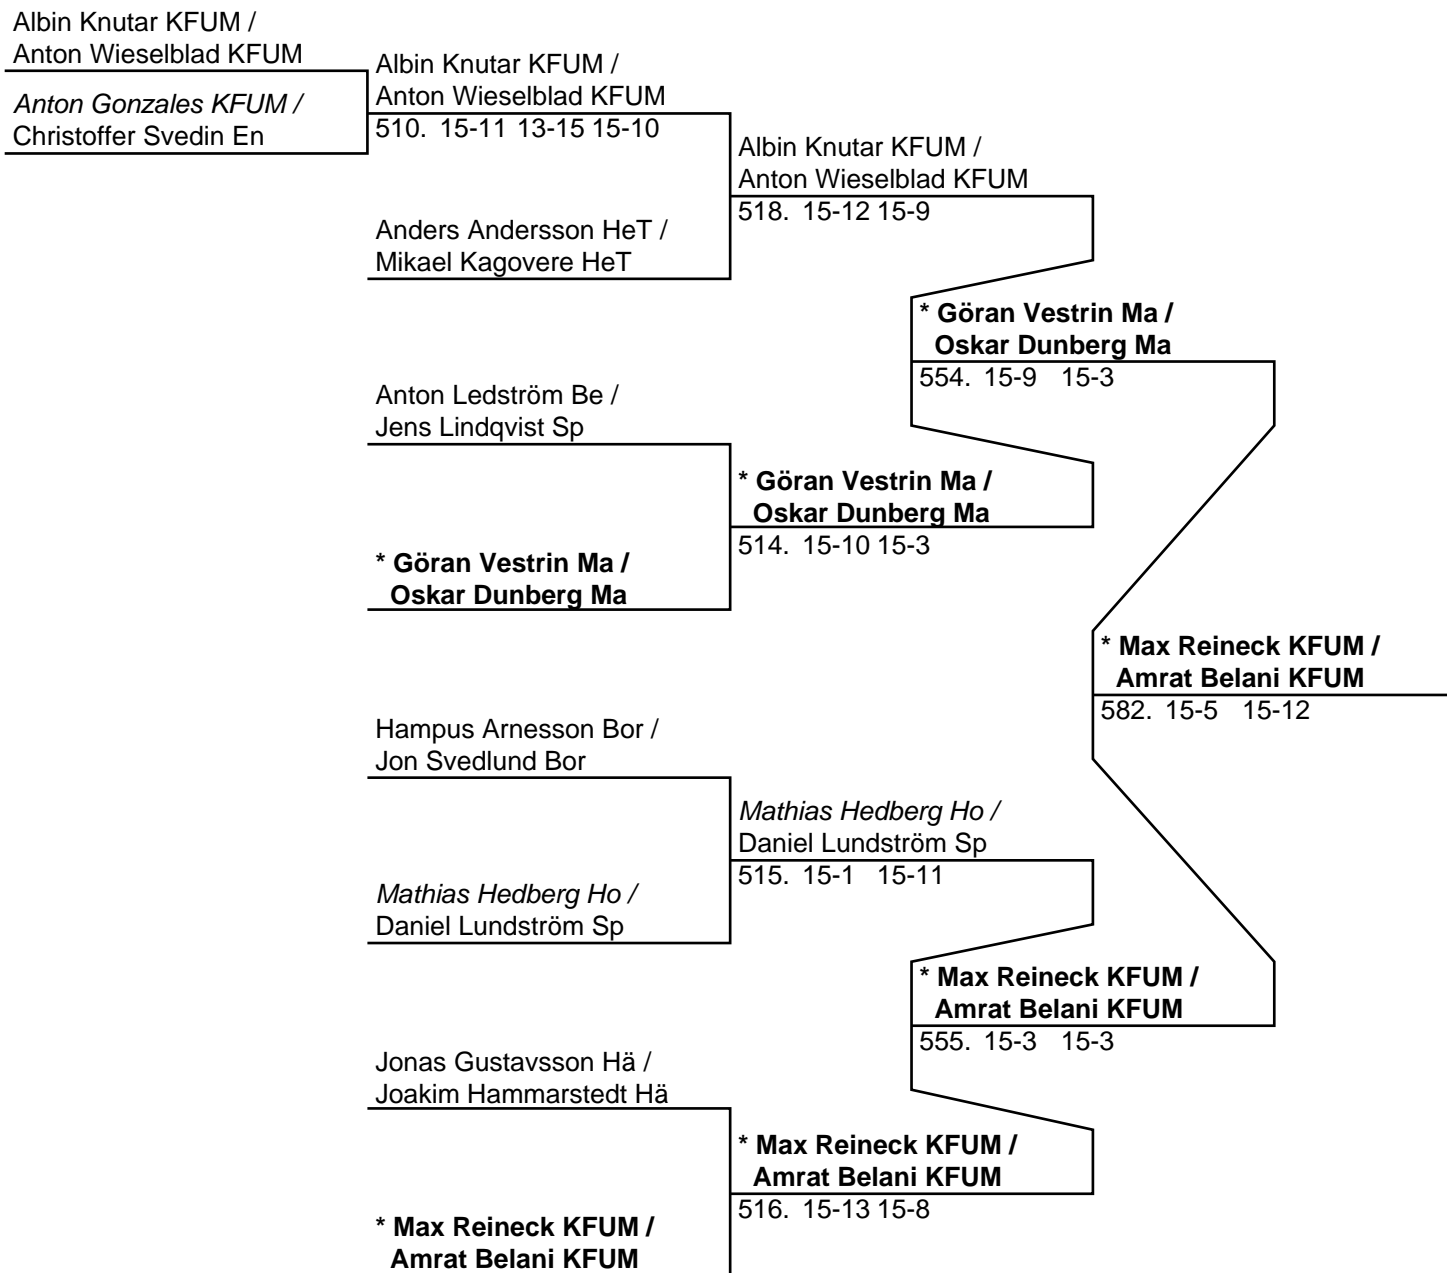 Albin Knutar KFUM /
Anton Wieselblad KFUM
Anton Gonzales KFUM /
Christoffer Svedin En
Albin Knutar KFUM /
Anton Wieselblad KFUM
510. 15-11 13-15 15-10
Anders Andersson HeT /
Mikael Kagovere HeT
Albin Knutar KFUM /
Anton Wieselblad KFUM
518. 15-12 15-9
* Göran Vestrin Ma /
Oskar Dunberg Ma
554. 15-9 15-3
Anton Ledström Be /
Jens Lindqvist Sp
* Göran Vestrin Ma /
Oskar Dunberg Ma
514. 15-10 15-3
* Göran Vestrin Ma /
Oskar Dunberg Ma
* Max Reineck KFUM /
Amrat Belani KFUM
582. 15-5 15-12
Hampus Arnesson Bor /
Jon Svedlund Bor
Mathias Hedberg Ho /
Daniel Lundström Sp
515. 15-1 15-11
Mathias Hedberg Ho /
Daniel Lundström Sp
* Max Reineck KFUM /
Amrat Belani KFUM
555. 15-3 15-3
Jonas Gustavsson Hä /
Joakim Hammarstedt Hä
* Max Reineck KFUM /
Amrat Belani KFUM
516. 15-13 15-8
* Max Reineck KFUM /
Amrat Belani KFUM